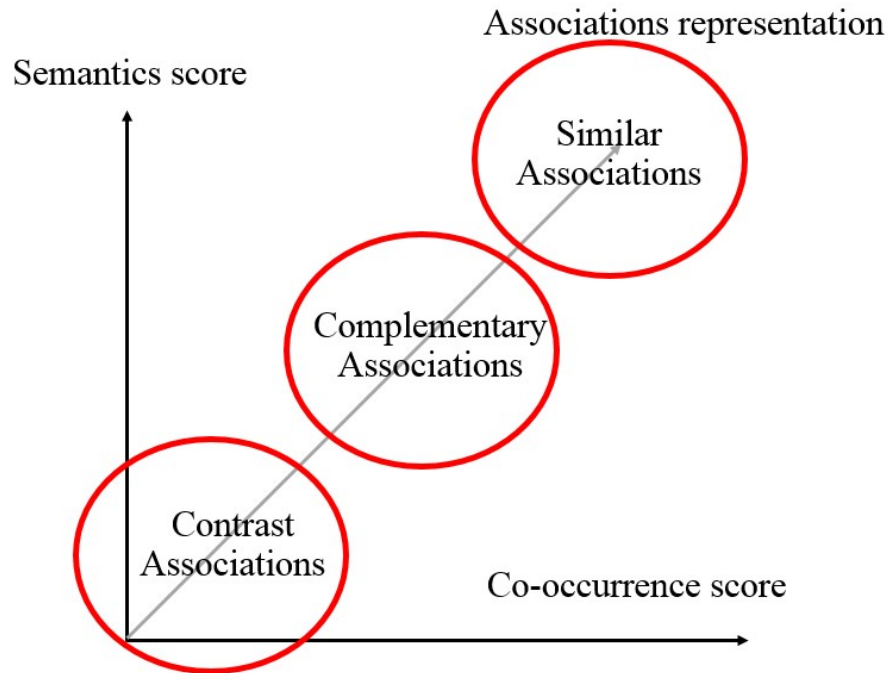 Associations representation
Semantics score
Similar
Associations
Complementary
Associations
Contrast
Associations
Co-occurrence score